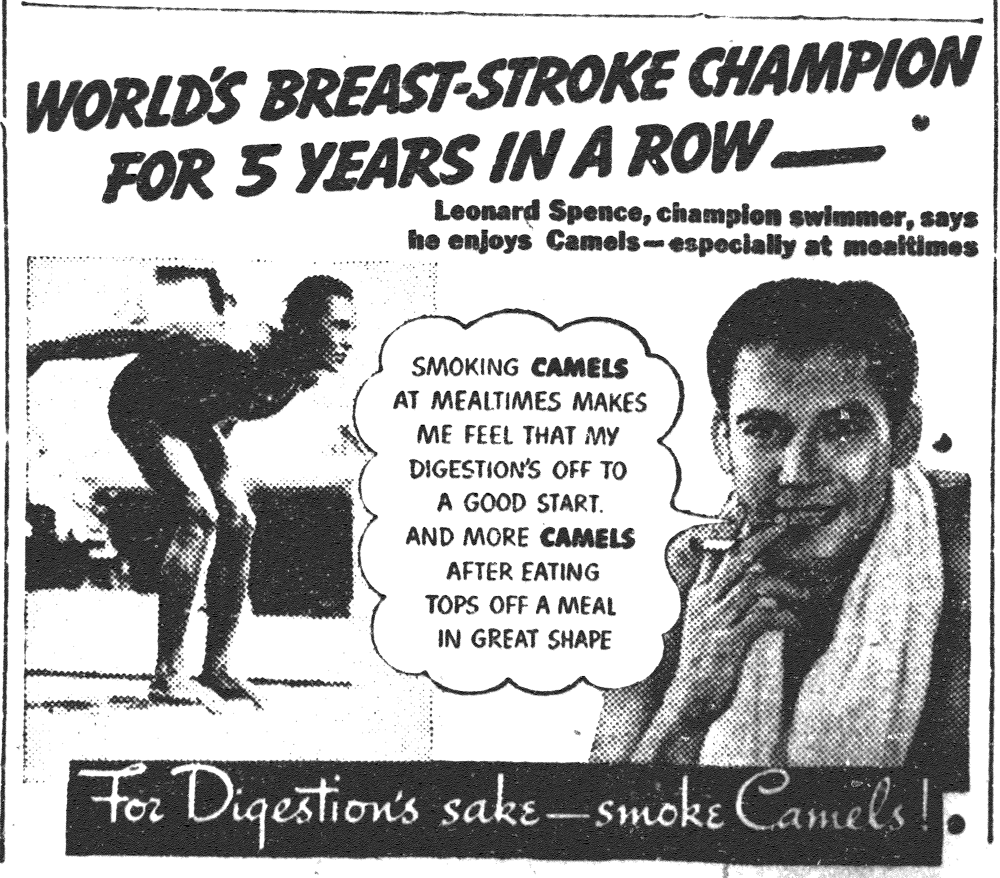 WORLD'S BREAST-STROKE CHAMPION
FOR 5 YEARS IN A ROW—
Leonard Spence, champion swimmer, says
he enjoys Camels—especially at mealtimes
SMOKING CAMELS
AT MEALTIMES MAKES
ME FEEL THAT MY
DIGESTION'S OFF TO
A GOOD START.
AND MORE CAMELS
AFTER EATING
TOPS OFF A MEAL
IN GREAT SHAPE
For Digestion's sake—smoke Camels!